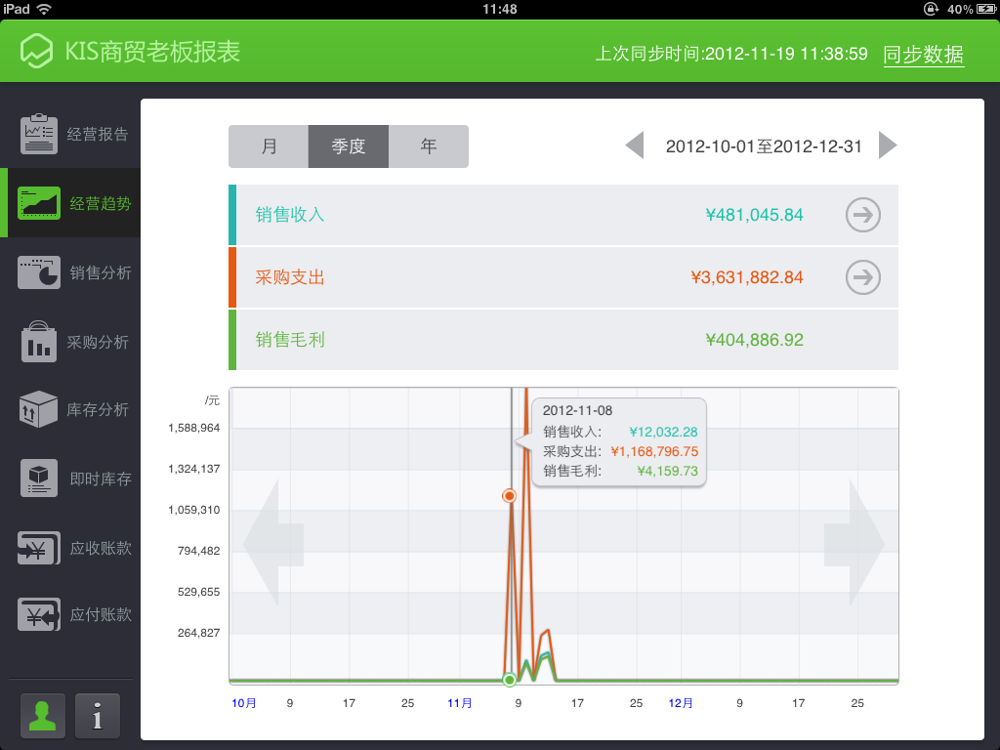 iPad 11:48 40%
KIS商贸老板报表 上次同步时间:2012-11-19 11:38:59 同步数据
经营报告
经营趋势
销售分析
采购分析
库存分析
即时库存
应收账款
应付账款
i
月 季度 年 2012-10-01至2012-12-31
销售收入 ¥481,045.84
采购支出 ¥3,631,882.84
销售毛利 ¥404,886.92
/元
1,588,964
1,324,137
1,059,310
794,482
529,655
264,827
2012-11-08
销售收入: ¥12,032.28
采购支出: ¥1,168,796.75
销售毛利: ¥4,159.73
10月 9 17 25 11月 9 17 25 12月 9 17 25